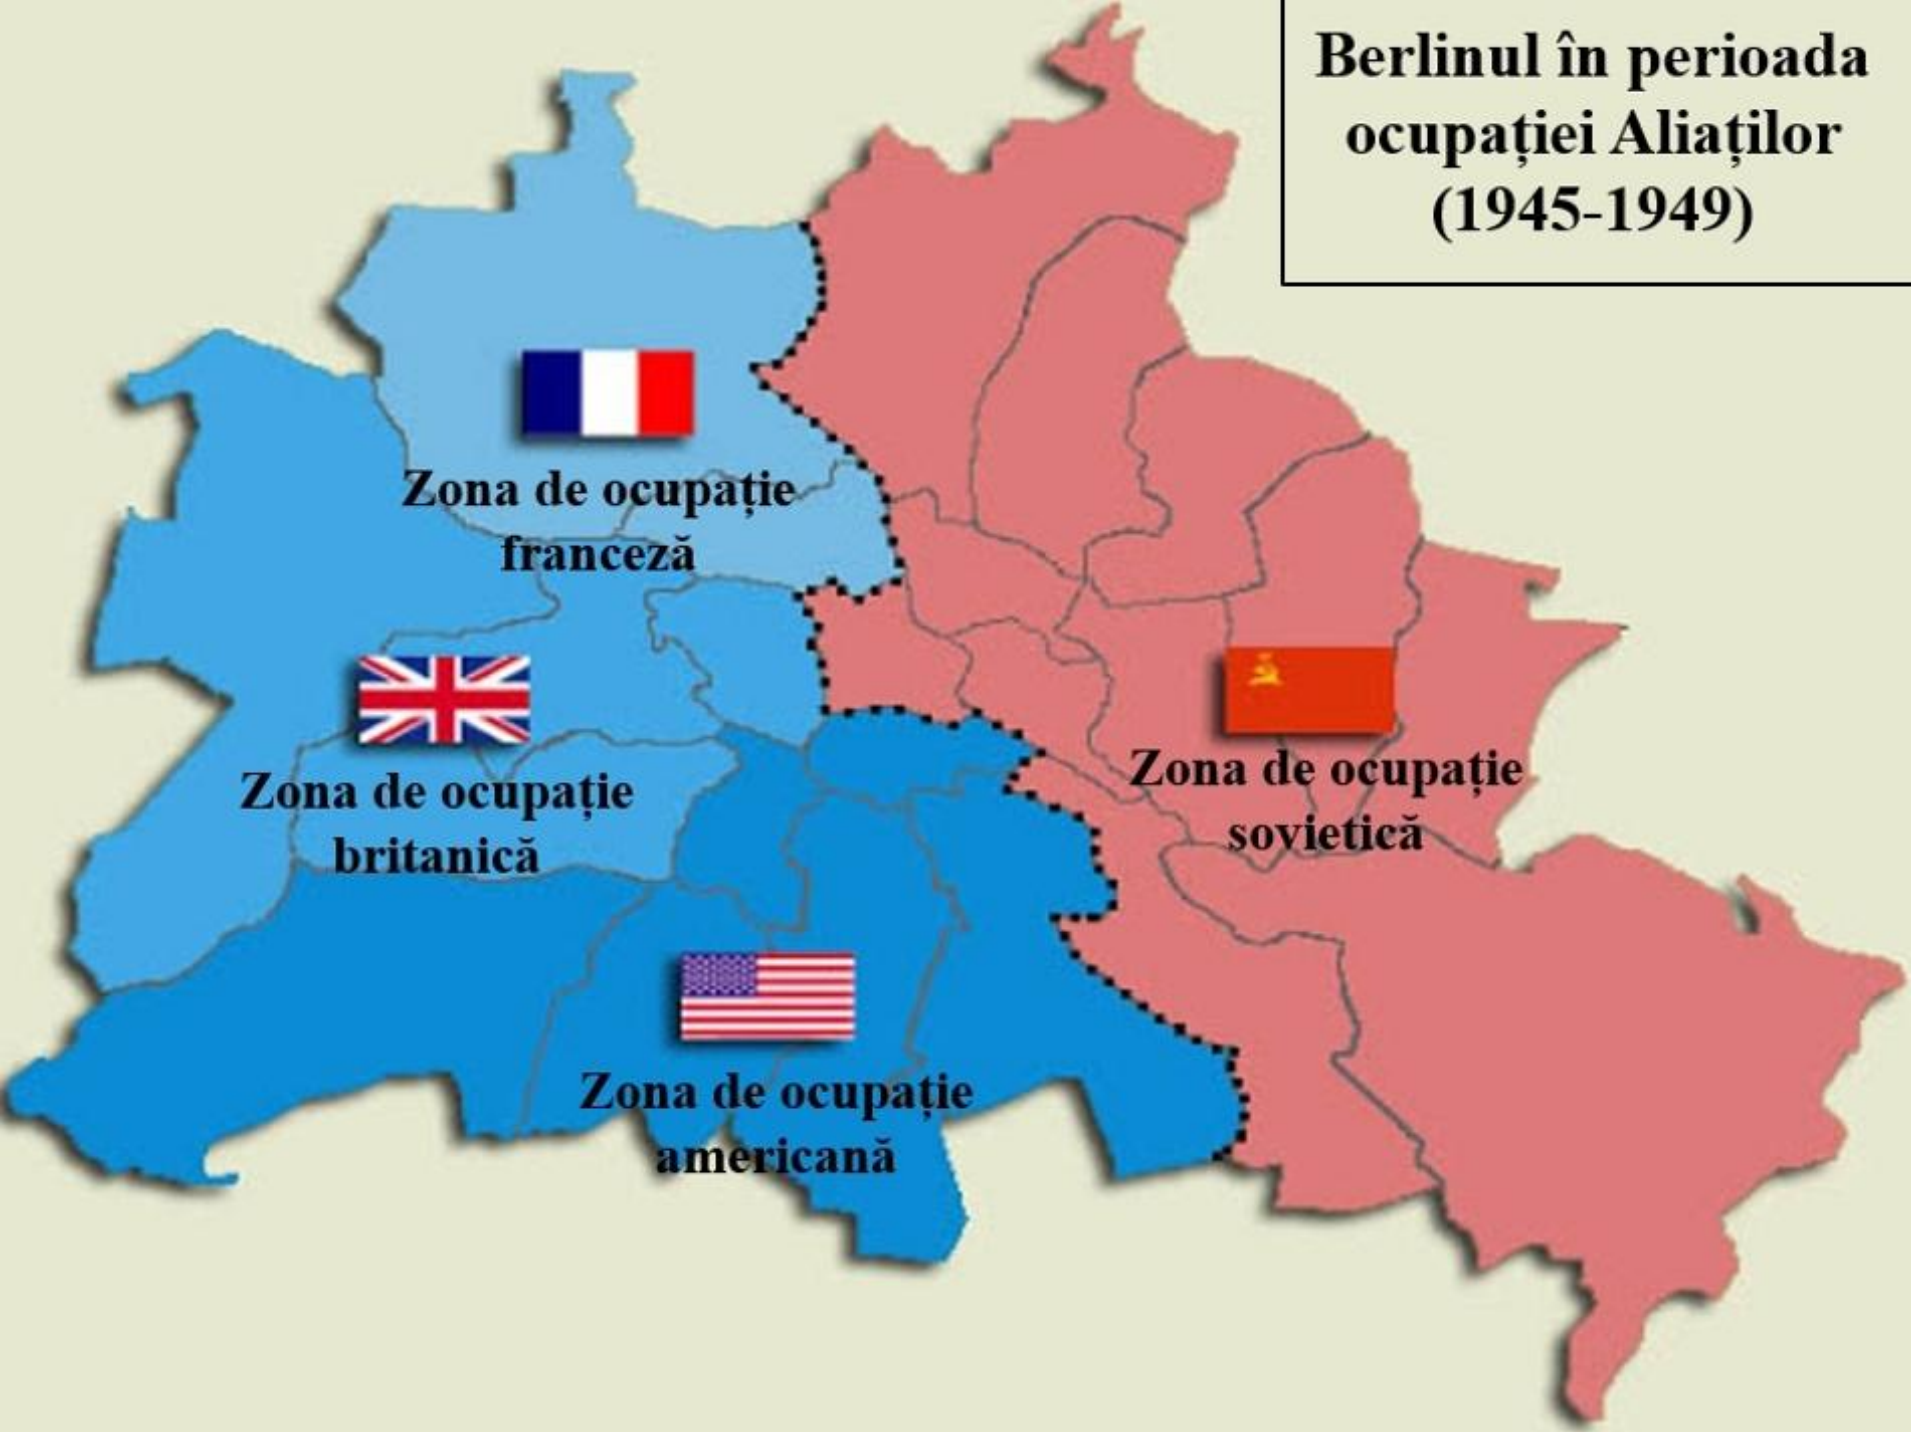 Berlinul în perioada
ocupației Aliaților
(1945-1949)
Zona de ocupație
franceză
Zona de ocupație
britanică
Zona de ocupație
sovietică
Zona de ocupație
americană